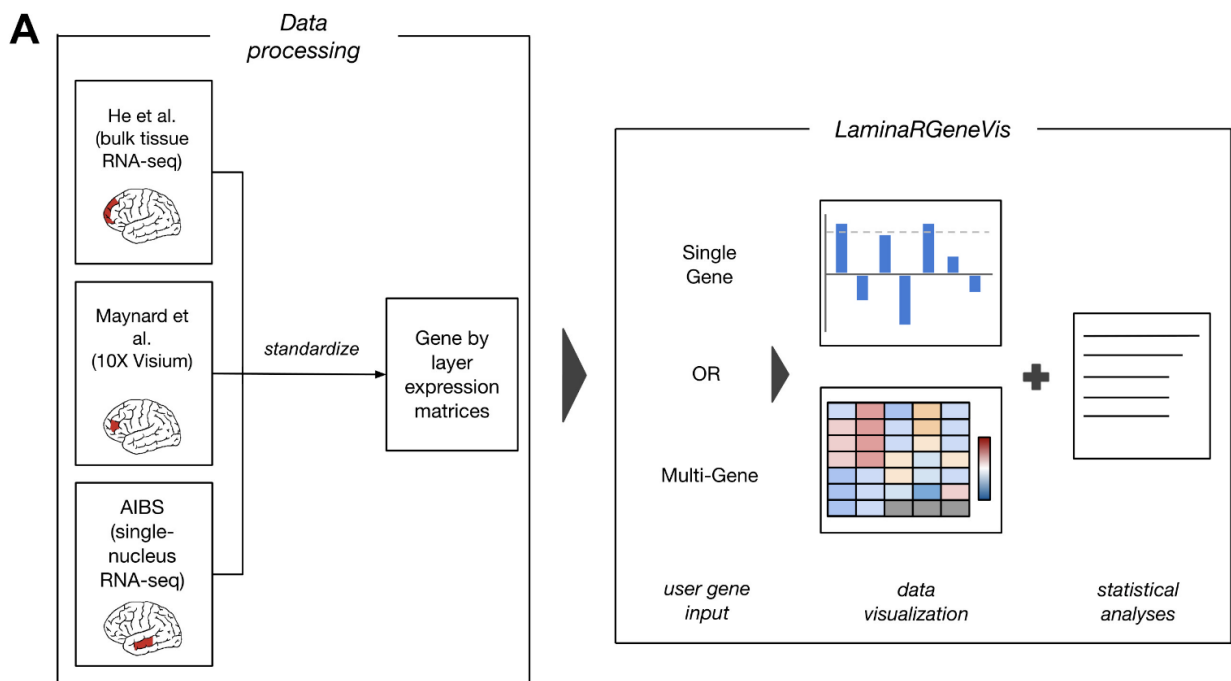 A
Data
processing
He et al.
(bulk tissue
RNA-seq)
Maynard et
al.
(10X Visium)
AIBS
(single-
nucleus
RNA-seq)
standardize
Gene by
layer
expression
matrices
LaminaRGeneVis
Single
Gene
OR
Multi-Gene
user gene
input
data
visualization
statistical
analyses